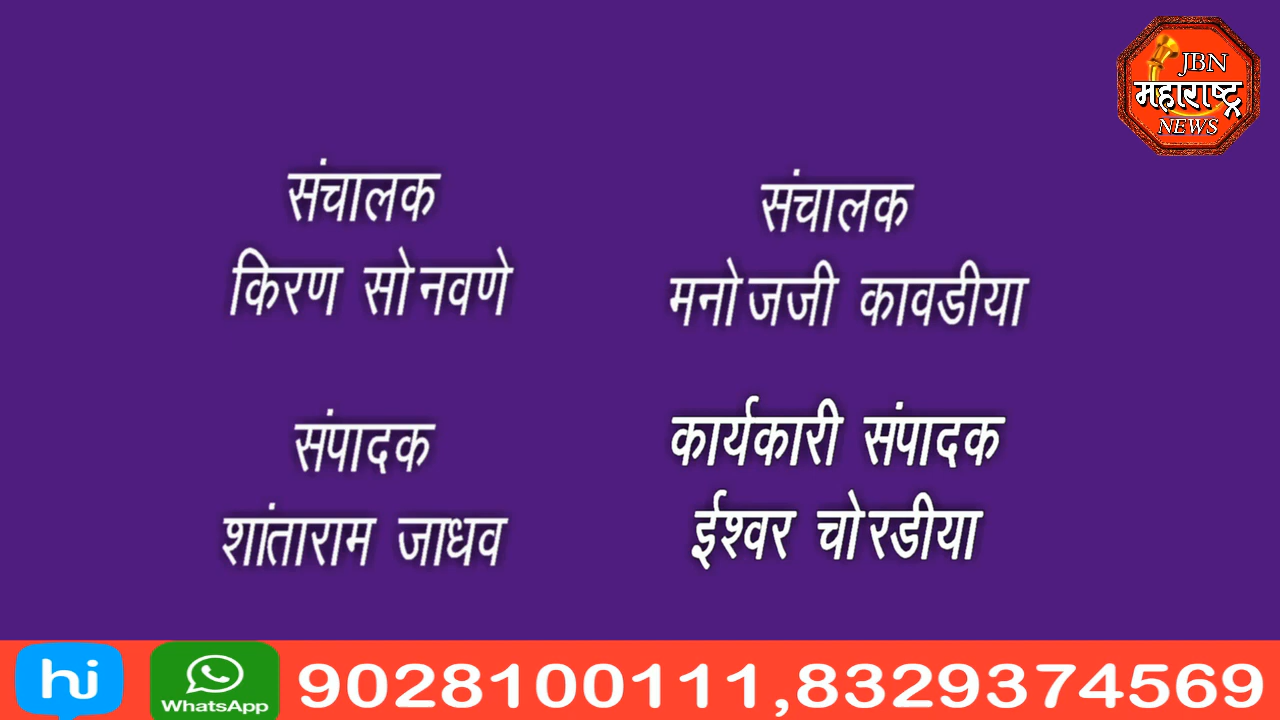 JBN
महाराष्ट्र
NEWS
संचालक
किरण सोनवणे
संचालक
मनोजजी कावडीया
संपादक
शांताराम जाधव
कार्यकारी संपादक
ईश्वर चोरडीया
hi
WhatsApp
9028100111,8329374569